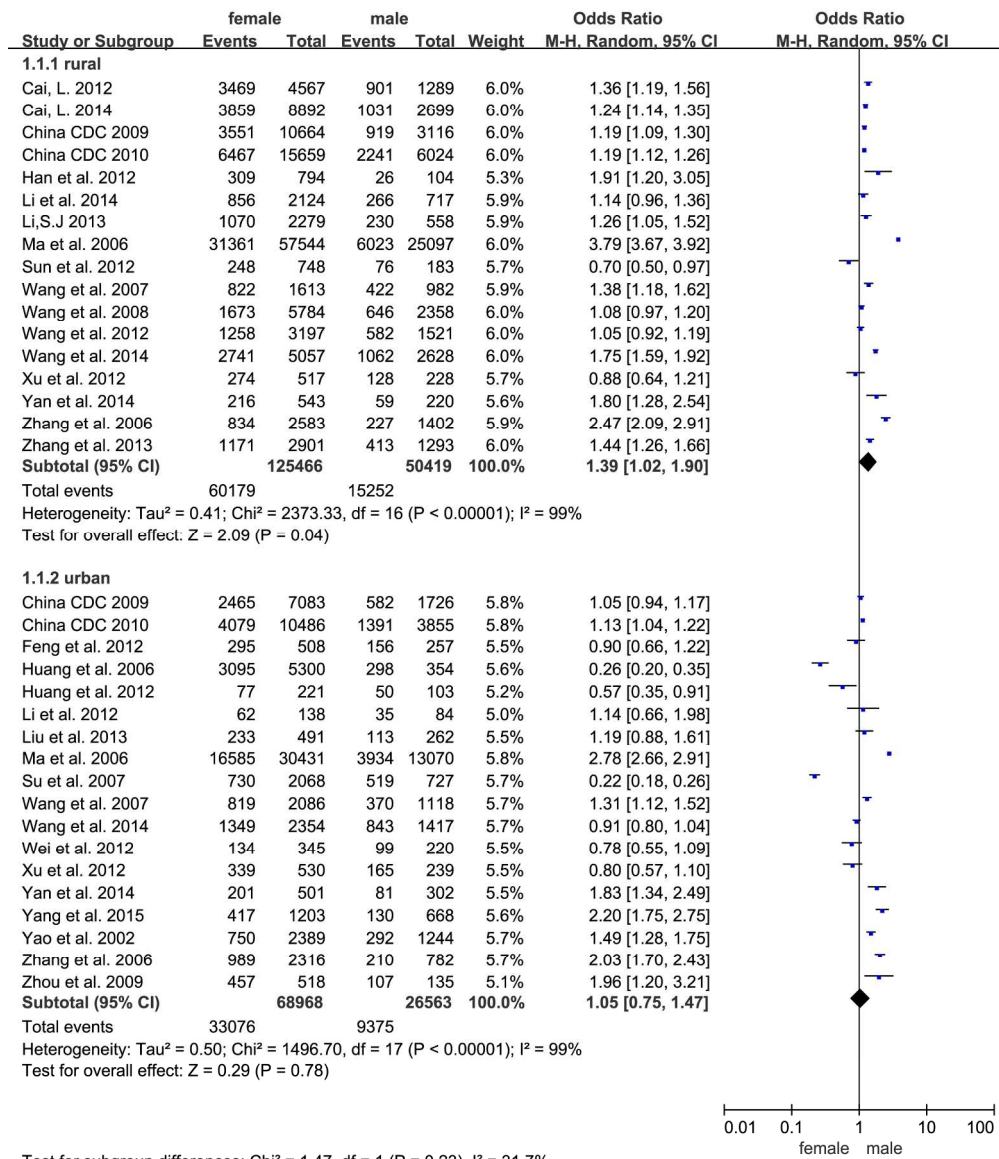 female male Odds Ratio Odds Ratio
Study or Subgroup Events Total Events Total Weight M-H, Random, 95% CI M-H, Random, 95% CI
1.1.1 rural
Cai, L. 2012 3469 4567 901 1289 6.0% 1.36 [1.19, 1.56]
Cai, L. 2014 3859 8892 1031 2699 6.0% 1.24 [1.14, 1.35]
China CDC 2009 3551 10664 919 3116 6.0% 1.19 [1.09, 1.30]
China CDC 2010 6467 15659 2241 6024 6.0% 1.19 [1.12, 1.26]
Han et al. 2012 309 794 26 104 5.3% 1.91 [1.20, 3.05]
Li et al. 2014 856 2124 266 717 5.9% 1.14 [0.96, 1.36]
Li,S.J 2013 1070 2279 230 558 5.9% 1.26 [1.05, 1.52]
Ma et al. 2006 31361 57544 6023 25097 6.0% 3.79 [3.67, 3.92]
Sun et al. 2012 248 748 76 183 5.7% 0.70 [0.50, 0.97]
Wang et al. 2007 822 1613 422 982 5.9% 1.38 [1.18, 1.62]
Wang et al. 2008 1673 5784 646 2358 6.0% 1.08 [0.97, 1.20]
Wang et al. 2012 1258 3197 582 1521 6.0% 1.05 [0.92, 1.19]
Wang et al. 2014 2741 5057 1062 2628 6.0% 1.75 [1.59, 1.92]
Xu et al. 2012 274 517 128 228 5.7% 0.88 [0.64, 1.21]
Yan et al. 2014 216 543 59 220 5.6% 1.80 [1.28, 2.54]
Zhang et al. 2006 834 2583 227 1402 6.0% 2.47 [2.09, 2.91]
Zhang et al. 2013 1171 2901 413 1293 6.0% 1.44 [1.26, 1.66]
Subtotal (95% CI) 125466 50419 100.0% 1.39 [1.02, 1.90]
Total events 60179 15252
Heterogeneity: Tau² = 0.41; Chi² = 2373.33, df = 16 (P < 0.00001); I² = 99%
Test for overall effect: Z = 2.09 (P = 0.04)
1.1.2 urban
China CDC 2009 2465 7083 582 1726 5.8% 1.05 [0.94, 1.17]
China CDC 2010 4079 10486 1391 3855 5.8% 1.13 [1.04, 1.22]
Feng et al. 2012 295 508 156 257 5.5% 0.90 [0.66, 1.22]
Huang et al. 2006 3095 5300 298 354 5.6% 0.26 [0.20, 0.35]
Huang et al. 2012 77 221 50 103 5.2% 0.57 [0.35, 0.91]
Li et al. 2012 62 138 35 84 5.0% 1.14 [0.66, 1.98]
Liu et al. 2013 233 491 113 262 5.5% 1.19 [0.88, 1.61]
Ma et al. 2006 16585 30431 3934 13070 5.8% 2.78 [2.66, 2.91]
Su et al. 2007 730 2068 519 727 5.7% 0.22 [0.18, 0.26]
Wang et al. 2007 819 2086 370 1118 5.7% 1.31 [1.12, 1.52]
Wang et al. 2014 1349 2354 843 1417 5.7% 0.91 [0.80, 1.04]
Wei et al. 2012 134 345 99 220 5.5% 0.78 [0.55, 1.09]
Xu et al. 2012 339 530 165 239 5.5% 0.80 [0.57, 1.10]
Yan et al. 2014 201 501 81 302 5.5% 1.83 [1.34, 2.49]
Yang et al. 2015 417 1203 130 668 5.6% 2.20 [1.75, 2.75]
Yao et al. 2002 750 2389 292 1244 5.7% 1.49 [1.28, 1.75]
Zhang et al. 2006 989 2316 210 782 5.7% 2.03 [1.70, 2.43]
Zhou et al. 2009 457 518 107 135 5.1% 1.96 [1.20, 3.21]
Subtotal (95% CI) 68968 26563 100.0% 1.05 [0.75, 1.47]
Total events 33076 9375
Heterogeneity: Tau² = 0.50; Chi² = 1496.70, df = 17 (P < 0.00001); I² = 99%
Test for overall effect: Z = 0.29 (P = 0.78)
0.01 0.1 1 10 100
female male
Test for subgroup differences: Chi² = 1.47, df = 1 (P = 0.23), I² = 31.7%